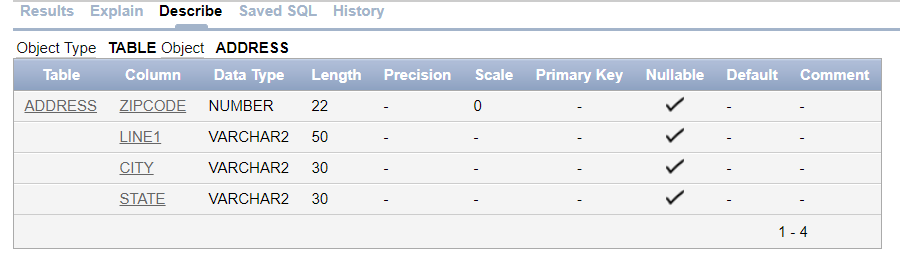 Results Explain Describe Saved SQL History
Object Type TABLE Object ADDRESS
Table Column Data Type Length Precision Scale Primary Key Nullable Default Comment
ADDRESS ZIPCODE NUMBER 22 - 0 - ✓ - -
LINE1 VARCHAR2 50 - - - ✓ - -
CITY VARCHAR2 30 - - - ✓ - -
STATE VARCHAR2 30 - - - ✓ - -
1 - 4